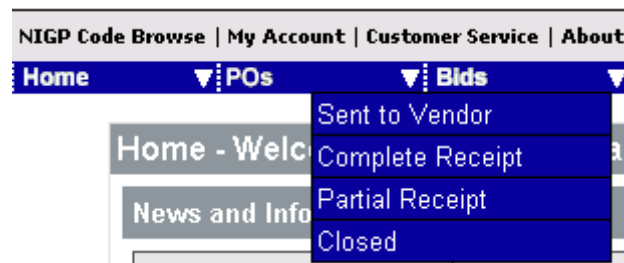 NIGP Code Browse | My Account | Customer Service | About
Home POs Bids
Sent to Vendor
Home - Welc
Complete Receipt
Partial Receipt
News and Info
Closed